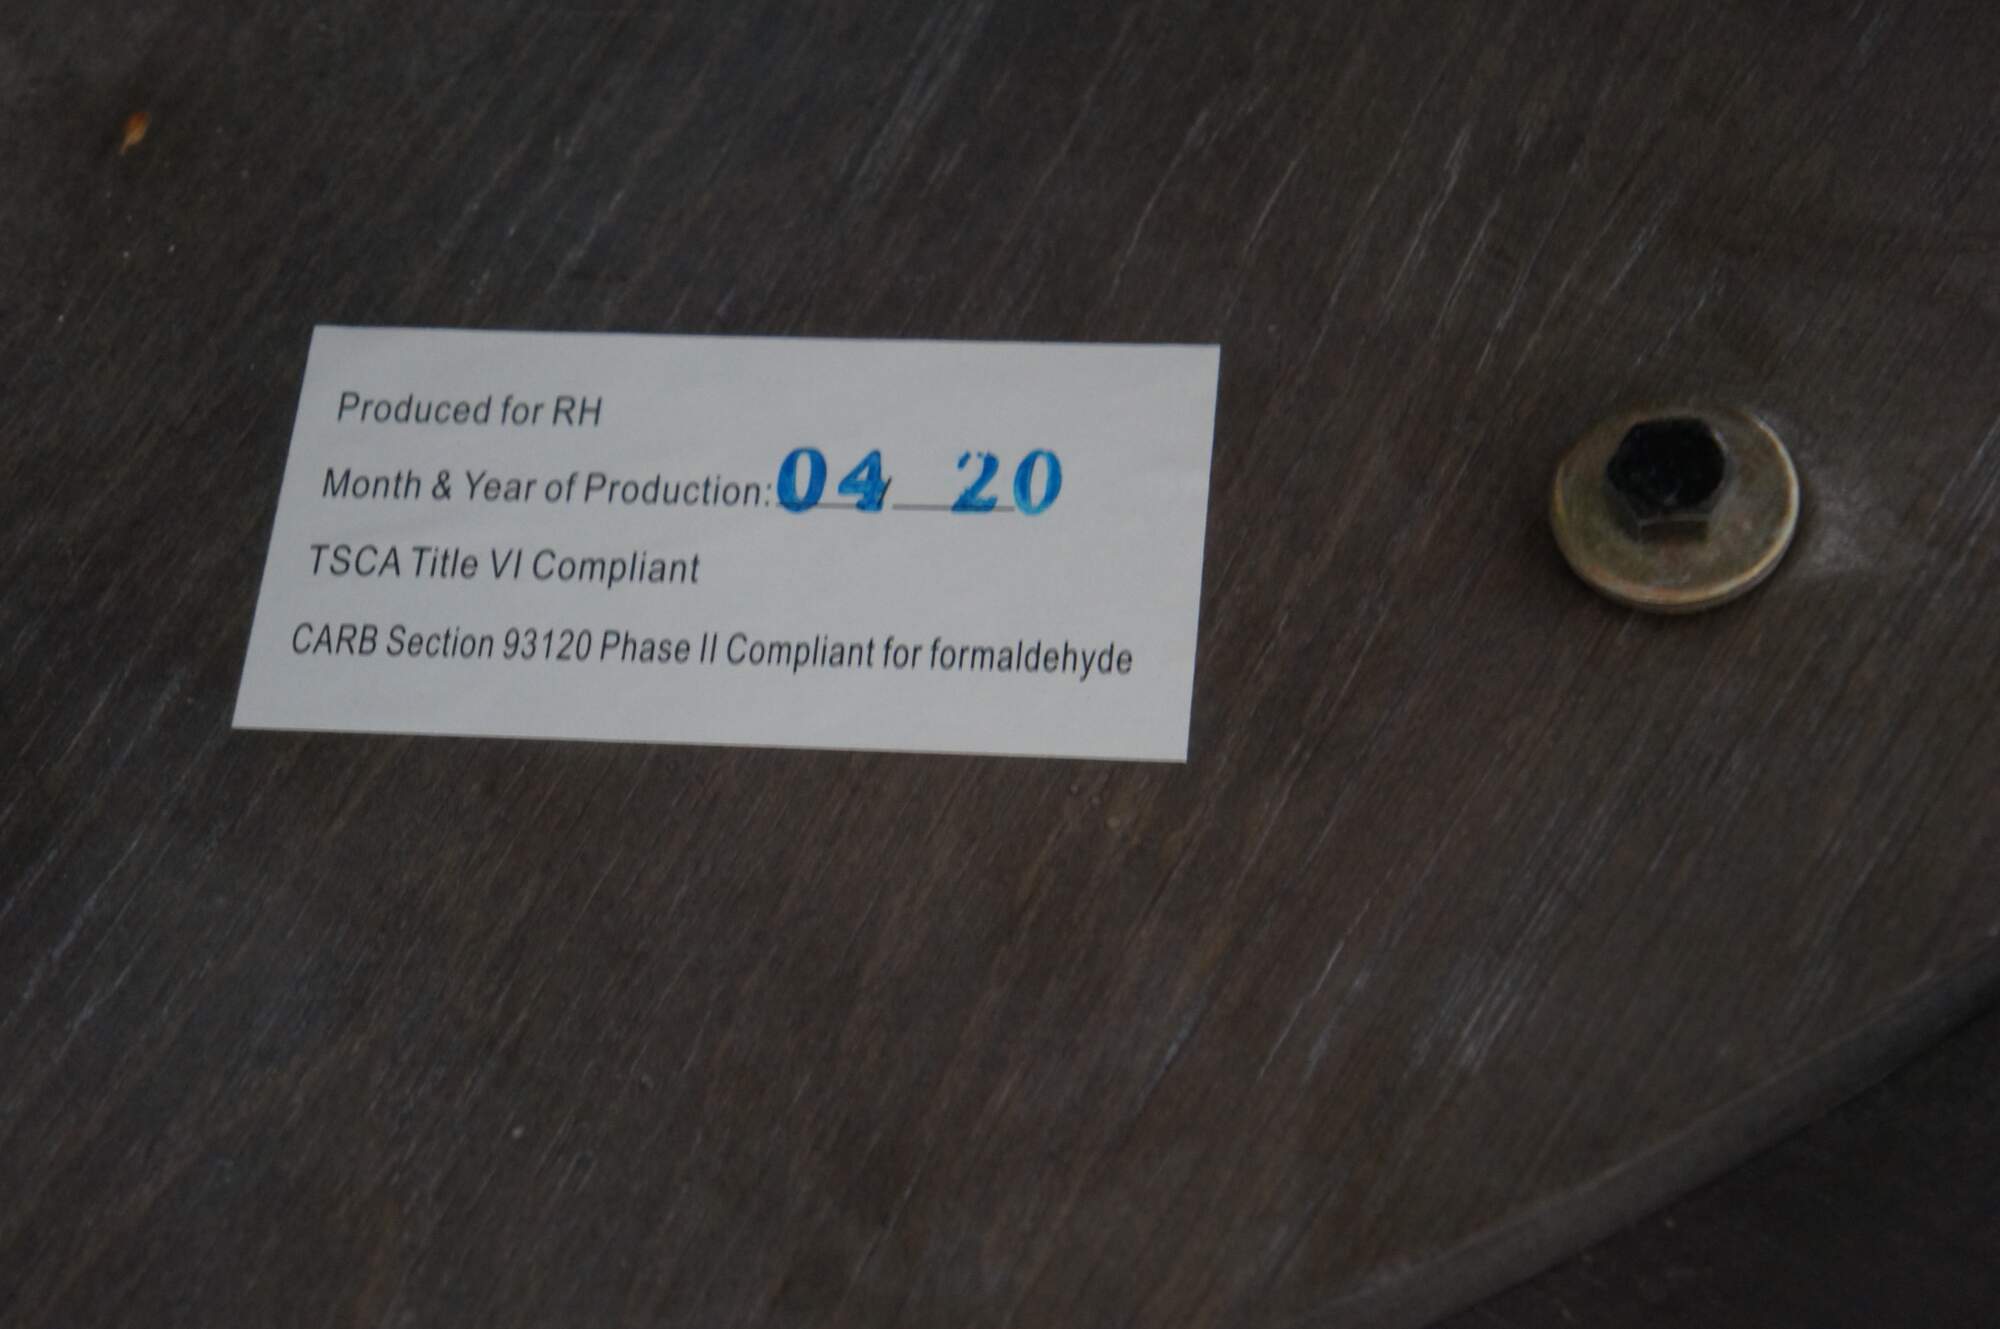 Produced for RH
Month & Year of Production: 04 / 20
TSCA Title VI Compliant
CARB Section 93120 Phase II Compliant for formaldehyde